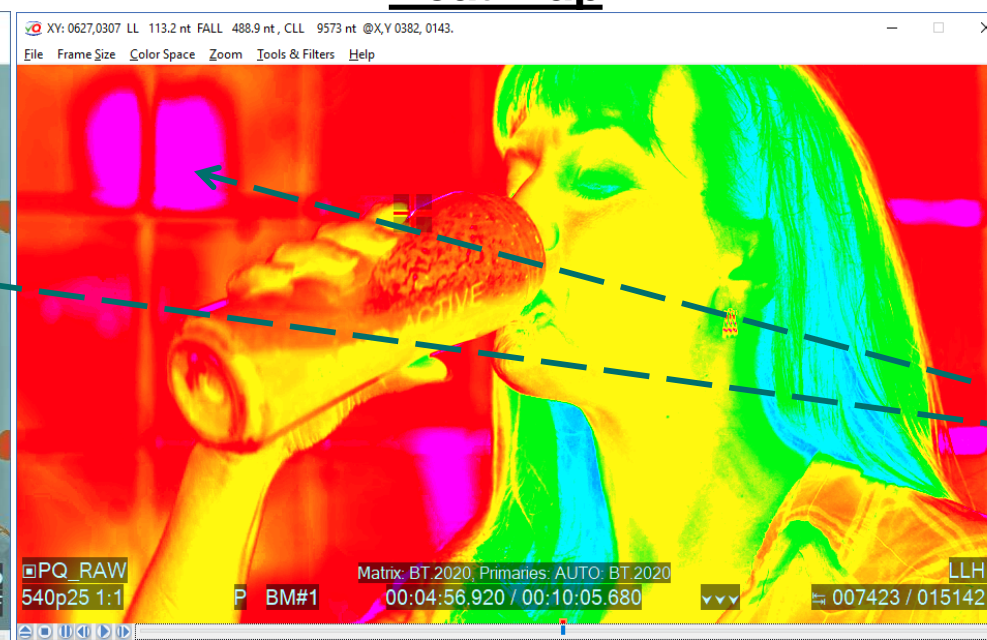 XY: 0627,0307 LL 113.2 nt FALL 488.9 nt , CLL 9573 nt @X,Y 0382, 0143.
File Frame Size Color Space Zoom Tools & Filters Help
ACTIVE
PQ_RAW
Matrix: BT.2020, Primaries: AUTO: BT.2020
LLH
540p25 1:1
P BM#1
00:04:56.920 / 00:10:05.680
007423 / 015142